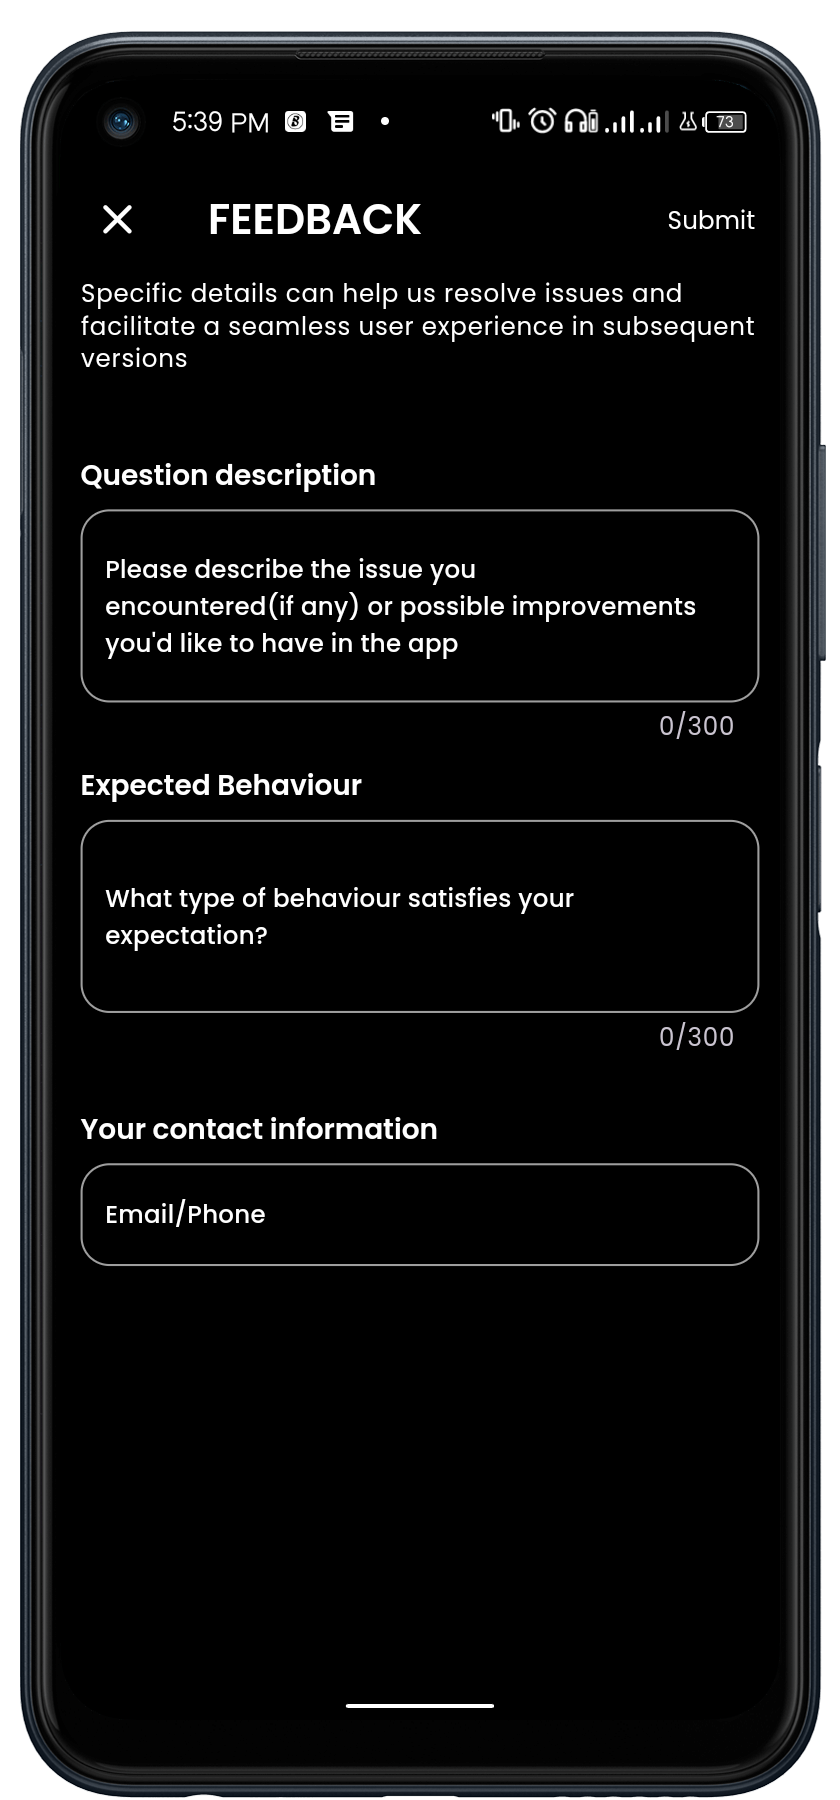 5:39 PM
73
FEEDBACK
Submit
Specific details can help us resolve issues and
facilitate a seamless user experience in subsequent
versions
Question description
Please describe the issue you
encountered(if any) or possible improvements
you'd like to have in the app
0/300
Expected Behaviour
What type of behaviour satisfies your
expectation?
0/300
Your contact information
Email/Phone